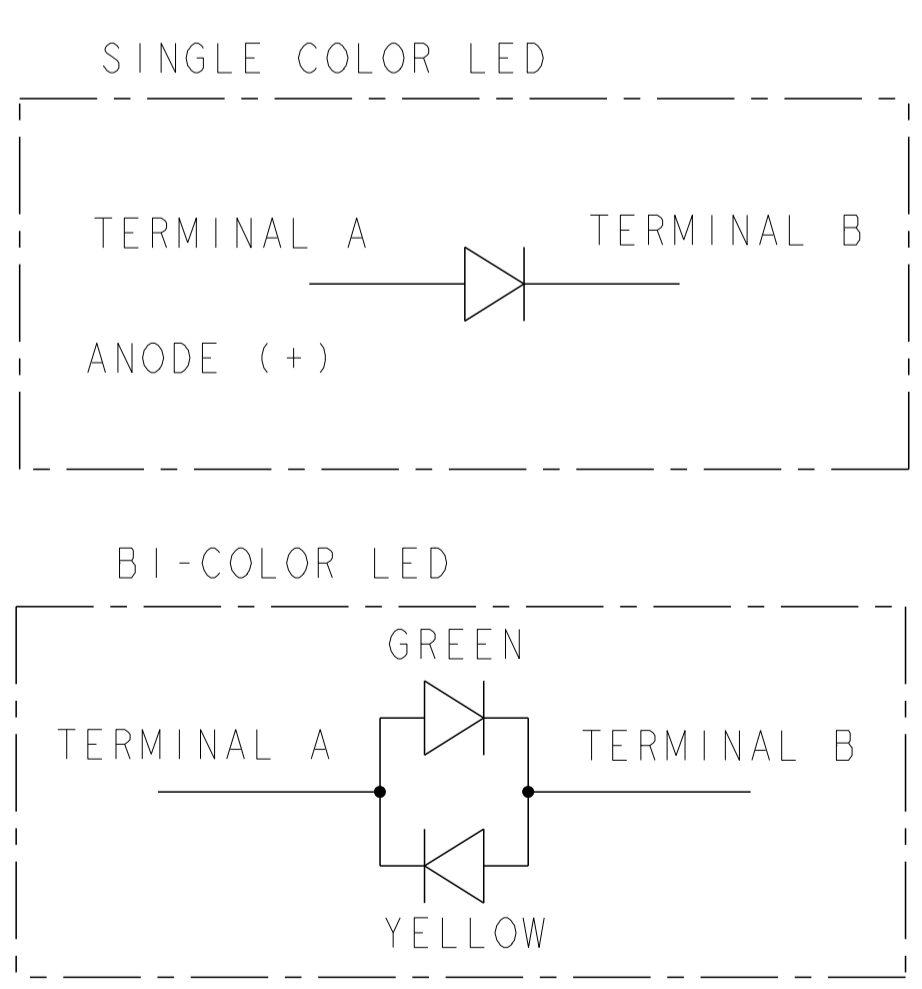 SINGLE COLOR LED
TERMINAL A
TERMINAL B
ANODE (+)
BI-COLOR LED
GREEN
TERMINAL A
TERMINAL B
YELLOW